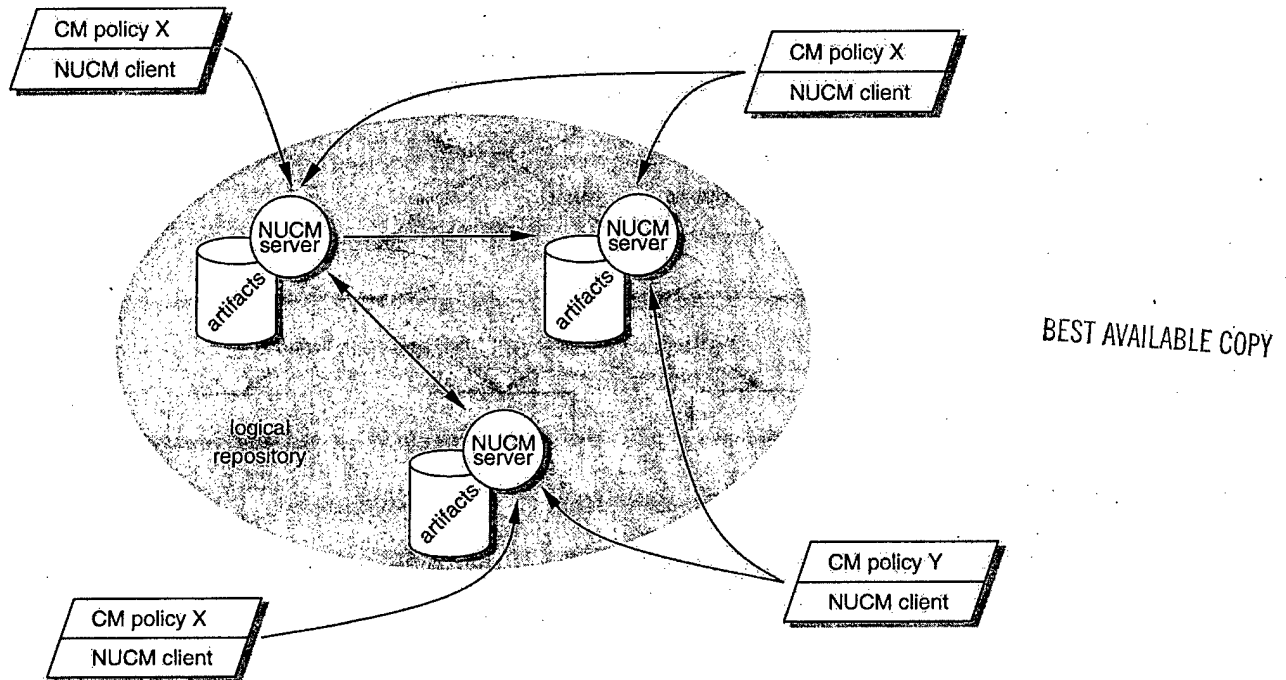 CM policy X
NUCM client
CM policy X
NUCM client
NUCM
server
artifacts
NUCM
server
artifacts
BEST AVAILABLE COPY
logical
repository
NUCM
server
artifacts
CM policy Y
NUCM client
CM policy X
NUCM client